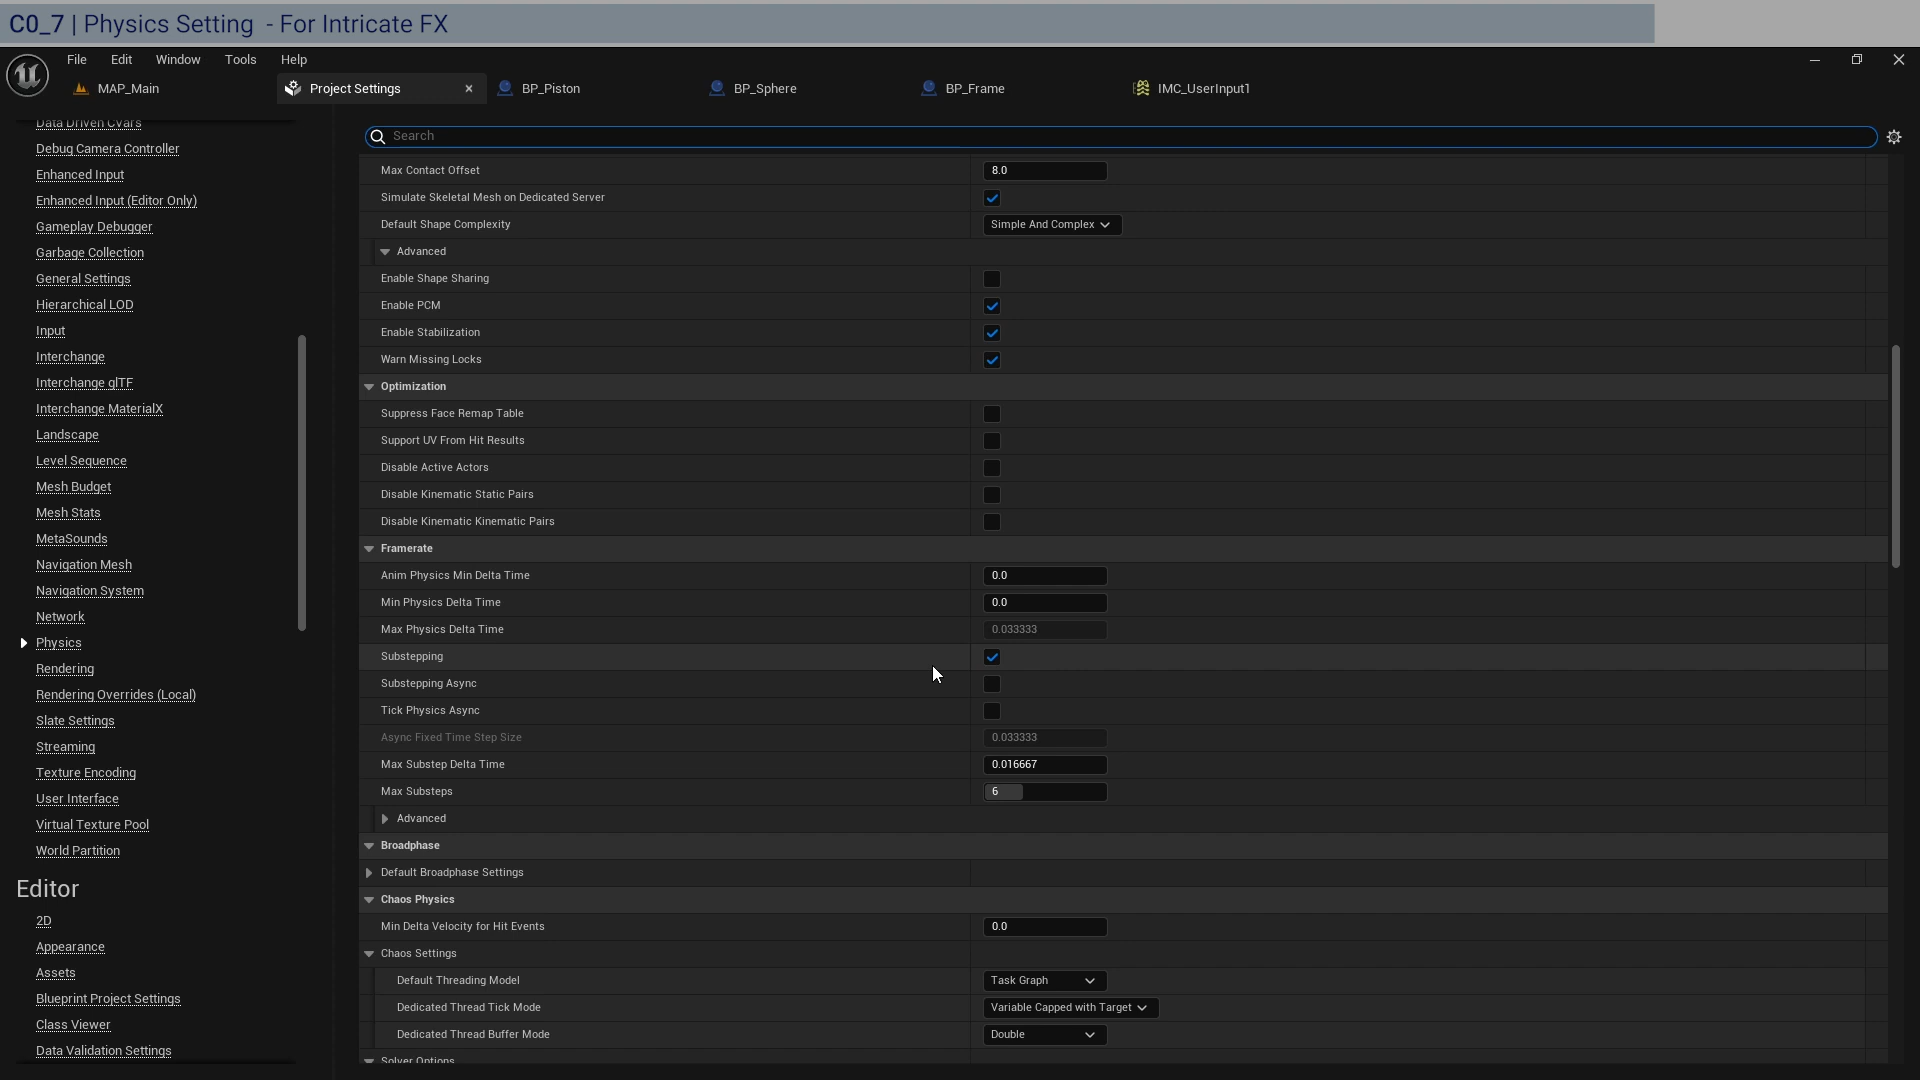 C0_7 | Physics Setting - For Intricate FX
File Edit Window Tools Help
MAP_Main Project Settings BP_Piston BP_Sphere BP_Frame IMC_UserInput1
Data Driven CVars
Debug Camera Controller
Enhanced Input
Enhanced Input (Editor Only)
Gameplay Debugger
Garbage Collection
General Settings
Hierarchical LOD
Input
Interchange
Interchange glTF
Interchange MaterialX
Landscape
Level Sequence
Mesh Budget
Mesh Stats
MetaSounds
Navigation Mesh
Navigation System
Network
Physics
Rendering
Rendering Overrides (Local)
Slate Settings
Streaming
Texture Encoding
User Interface
Virtual Texture Pool
World Partition
Editor
2D
Appearance
Assets
Blueprint Project Settings
Class Viewer
Data Validation Settings
Search
Max Contact Offset 8.0
Simulate Skeletal Mesh on Dedicated Server
Default Shape Complexity Simple And Complex
Advanced
Enable Shape Sharing
Enable PCM
Enable Stabilization
Warn Missing Locks
Optimization
Suppress Face Remap Table
Support UV From Hit Results
Disable Active Actors
Disable Kinematic Static Pairs
Disable Kinematic Kinematic Pairs
Framerate
Anim Physics Min Delta Time 0.0
Min Physics Delta Time 0.0
Max Physics Delta Time 0.033333
Substepping
Substepping Async
Tick Physics Async
Async Fixed Time Step Size 0.033333
Max Substep Delta Time 0.016667
Max Substeps 6
Advanced
Broadphase
Default Broadphase Settings
Chaos Physics
Min Delta Velocity for Hit Events 0.0
Chaos Settings
Default Threading Model Task Graph
Dedicated Thread Tick Mode Variable Capped with Target
Dedicated Thread Buffer Mode Double
Solver Options